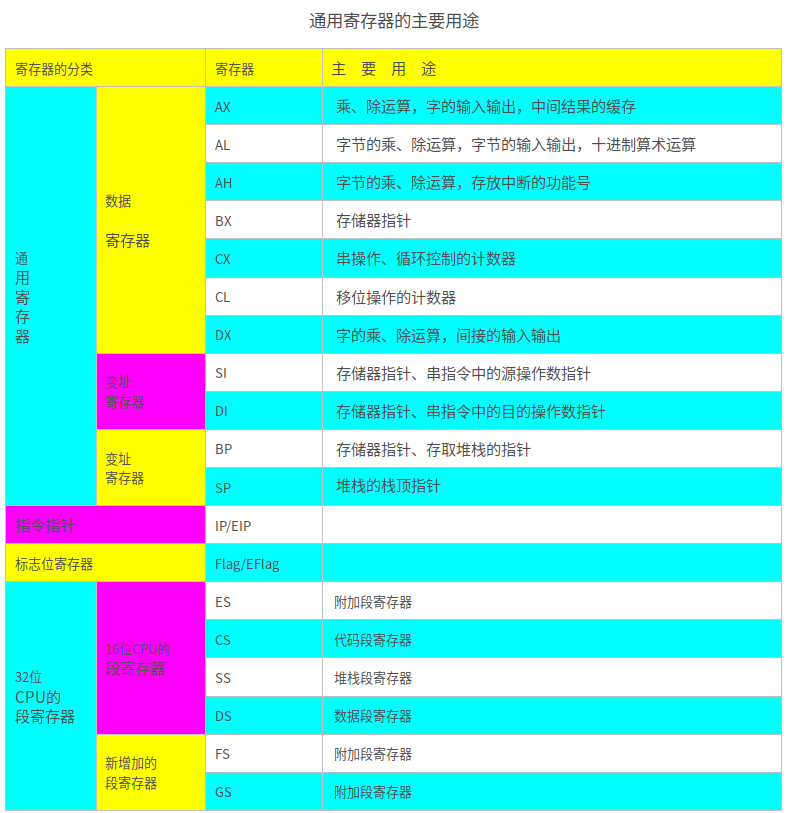 通用寄存器的主要用途
寄存器的分类 寄存器 主 要 用 途
通
用
寄
存
器
数据
寄存器
AX 乘、除运算，字的输入输出，中间结果的缓存
AL 字节的乘、除运算，字节的输入输出，十进制算术运算
AH 字节的乘、除运算，存放中断的功能号
BX 存储器指针
CX 串操作、循环控制的计数器
CL 移位操作的计数器
DX 字的乘、除运算，间接的输入输出
变址
寄存器
SI 存储器指针、串指令中的源操作数指针
DI 存储器指针、串指令中的目的操作数指针
变址
寄存器
BP 存储器指针、存取堆栈的指针
SP 堆栈的栈顶指针
指令指针 IP/EIP
标志位寄存器 Flag/EFlag
32位
CPU的
段寄存器
16位CPU的
段寄存器
ES 附加段寄存器
CS 代码段寄存器
SS 堆栈段寄存器
DS 数据段寄存器
新增加的
段寄存器
FS 附加段寄存器
GS 附加段寄存器